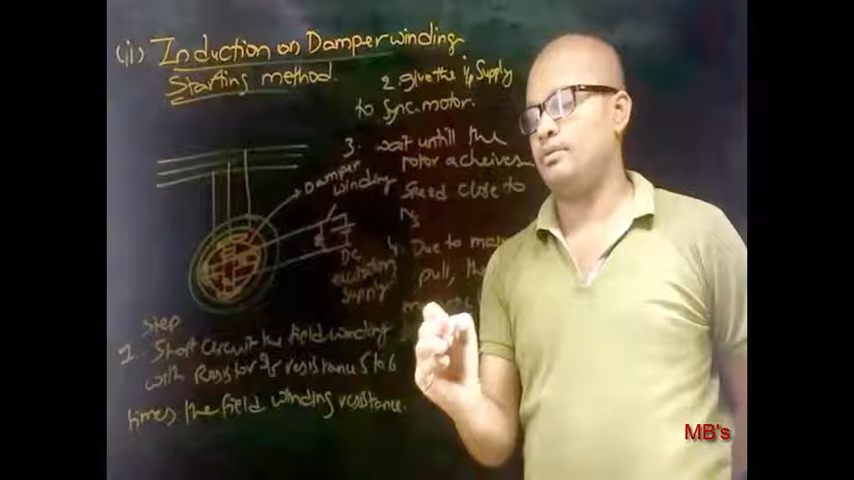 (ii) Induction on Damper winding
Starting method.
2. give the i/p Supply
to Sync. motor.
3. wait untill the
rotor acheives
Speed close to
Ns
4. Due to
pull, the
Damper
winding
DC
excitation
Supply
Step
1. Short circuit the field winding
with Resistor of resistance 5 to 6
times the field winding resistance.
MB's